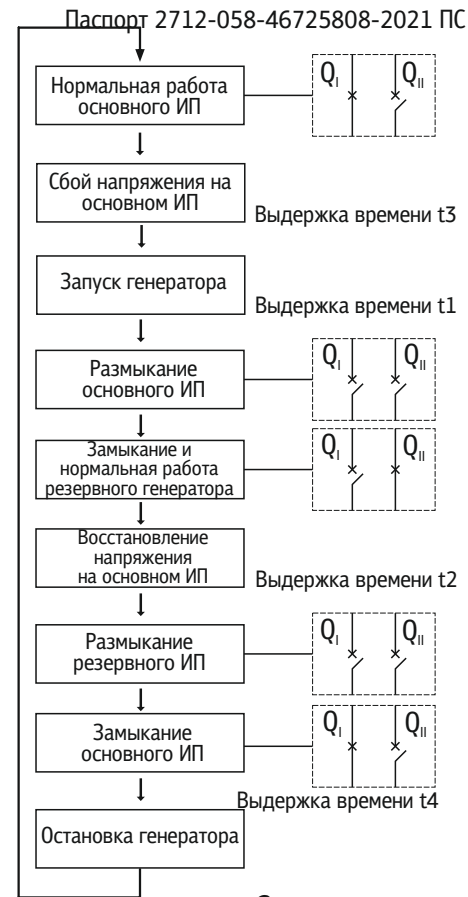 Паспорт 2712-058-46725808-2021 ПС
Нормальная работа
основного ИП
QI
QII
Сбой напряжения на
основном ИП
Выдержка времени t3
Запуск генератора
Выдержка времени t1
Размыкание
основного ИП
QI
QII
Замыкание и
нормальная работа
резервного генератора
QI
QII
Восстановление
напряжения
на основном ИП
Выдержка времени t2
Размыкание
резервного ИП
QI
QII
Замыкание
основного ИП
QI
QII
Выдержка времени t4
Остановка генератора